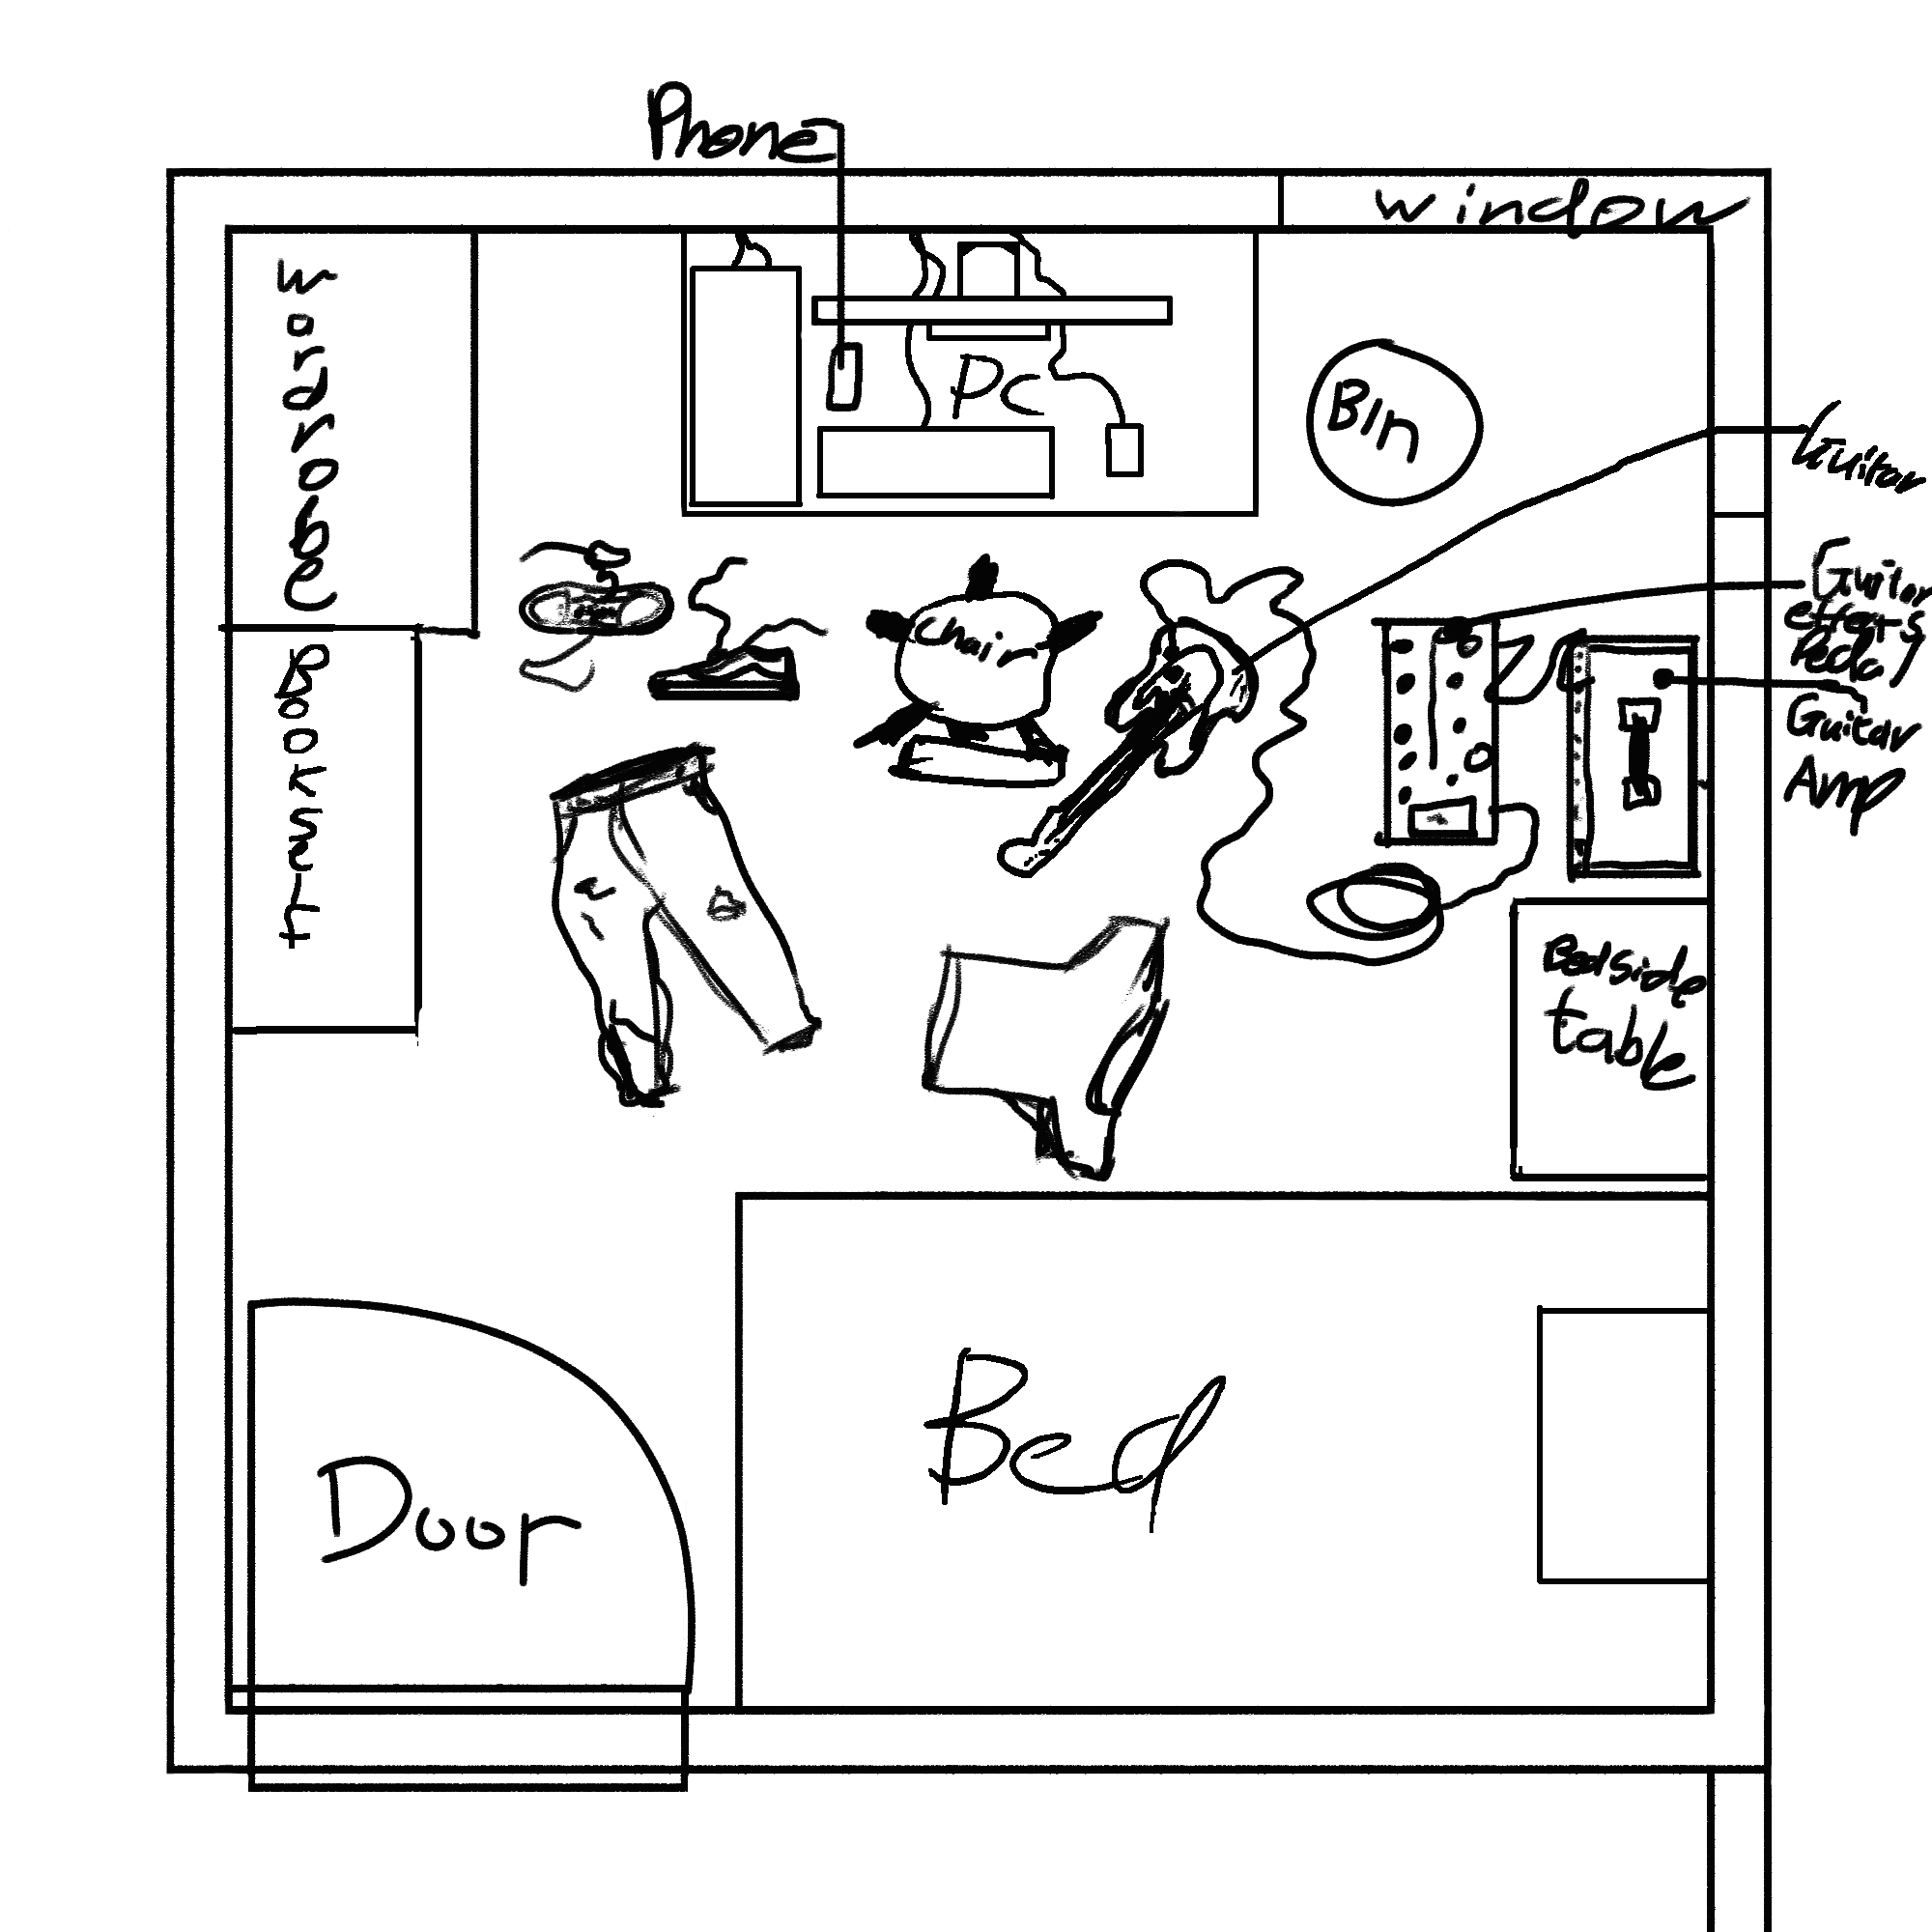 Phone
window
wardrobe
PC
BIn
Guitar
Chair
Guitar
effects
Pedal
Bookself
Guitar
Amp
Bedside
table
Bed
Door